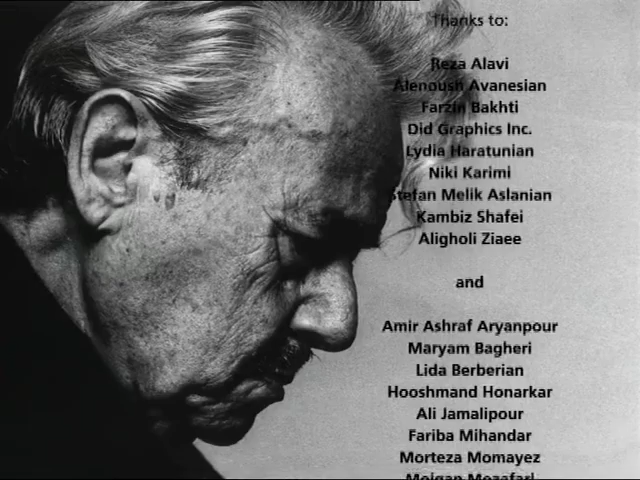 Thanks to:
Reza Alavi
Alenoush Avanesian
Farzin Bakhti
Did Graphics Inc.
Lydia Haratunian
Niki Karimi
Stefan Melik Aslanian
Kambiz Shafei
Aligholi Ziaee
and
Amir Ashraf Aryanpour
Maryam Bagheri
Lida Berberian
Hooshmand Honarkar
Ali Jamalipour
Fariba Mihandar
Morteza Momayez
Mojgan Mozafari